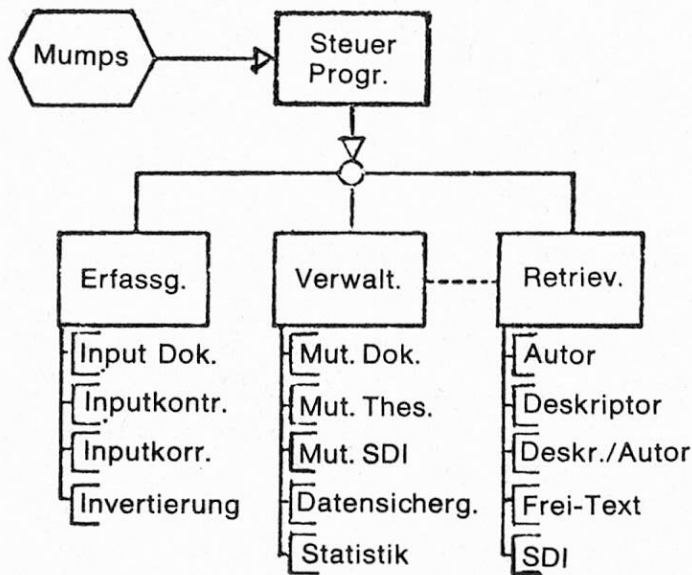 Mumps
Steuer
Progr.
Erfassg.
Verwalt.
Retriev.
Input Dok.
Inputkontr.
Inputkorr.
Invertierung
Mut. Dok.
Mut. Thes.
Mut. SDI
Datensicherg.
Statistik
Autor
Deskriptor
Deskr./Autor
Frei-Text
SDI